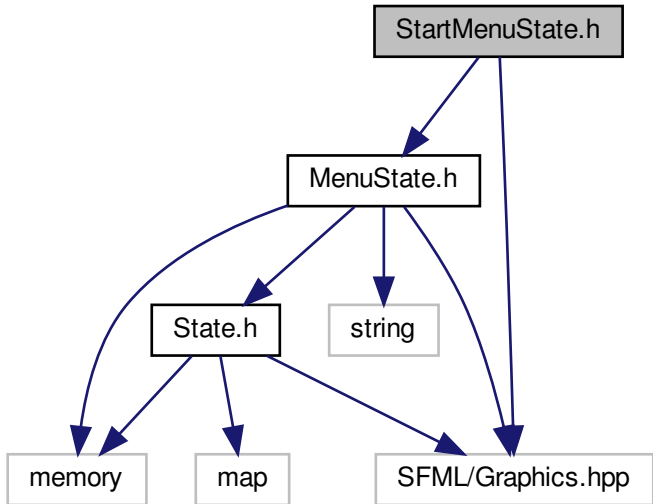 StartMenuState.h
MenuState.h
State.h
string
memory
map
SFML/Graphics.hpp